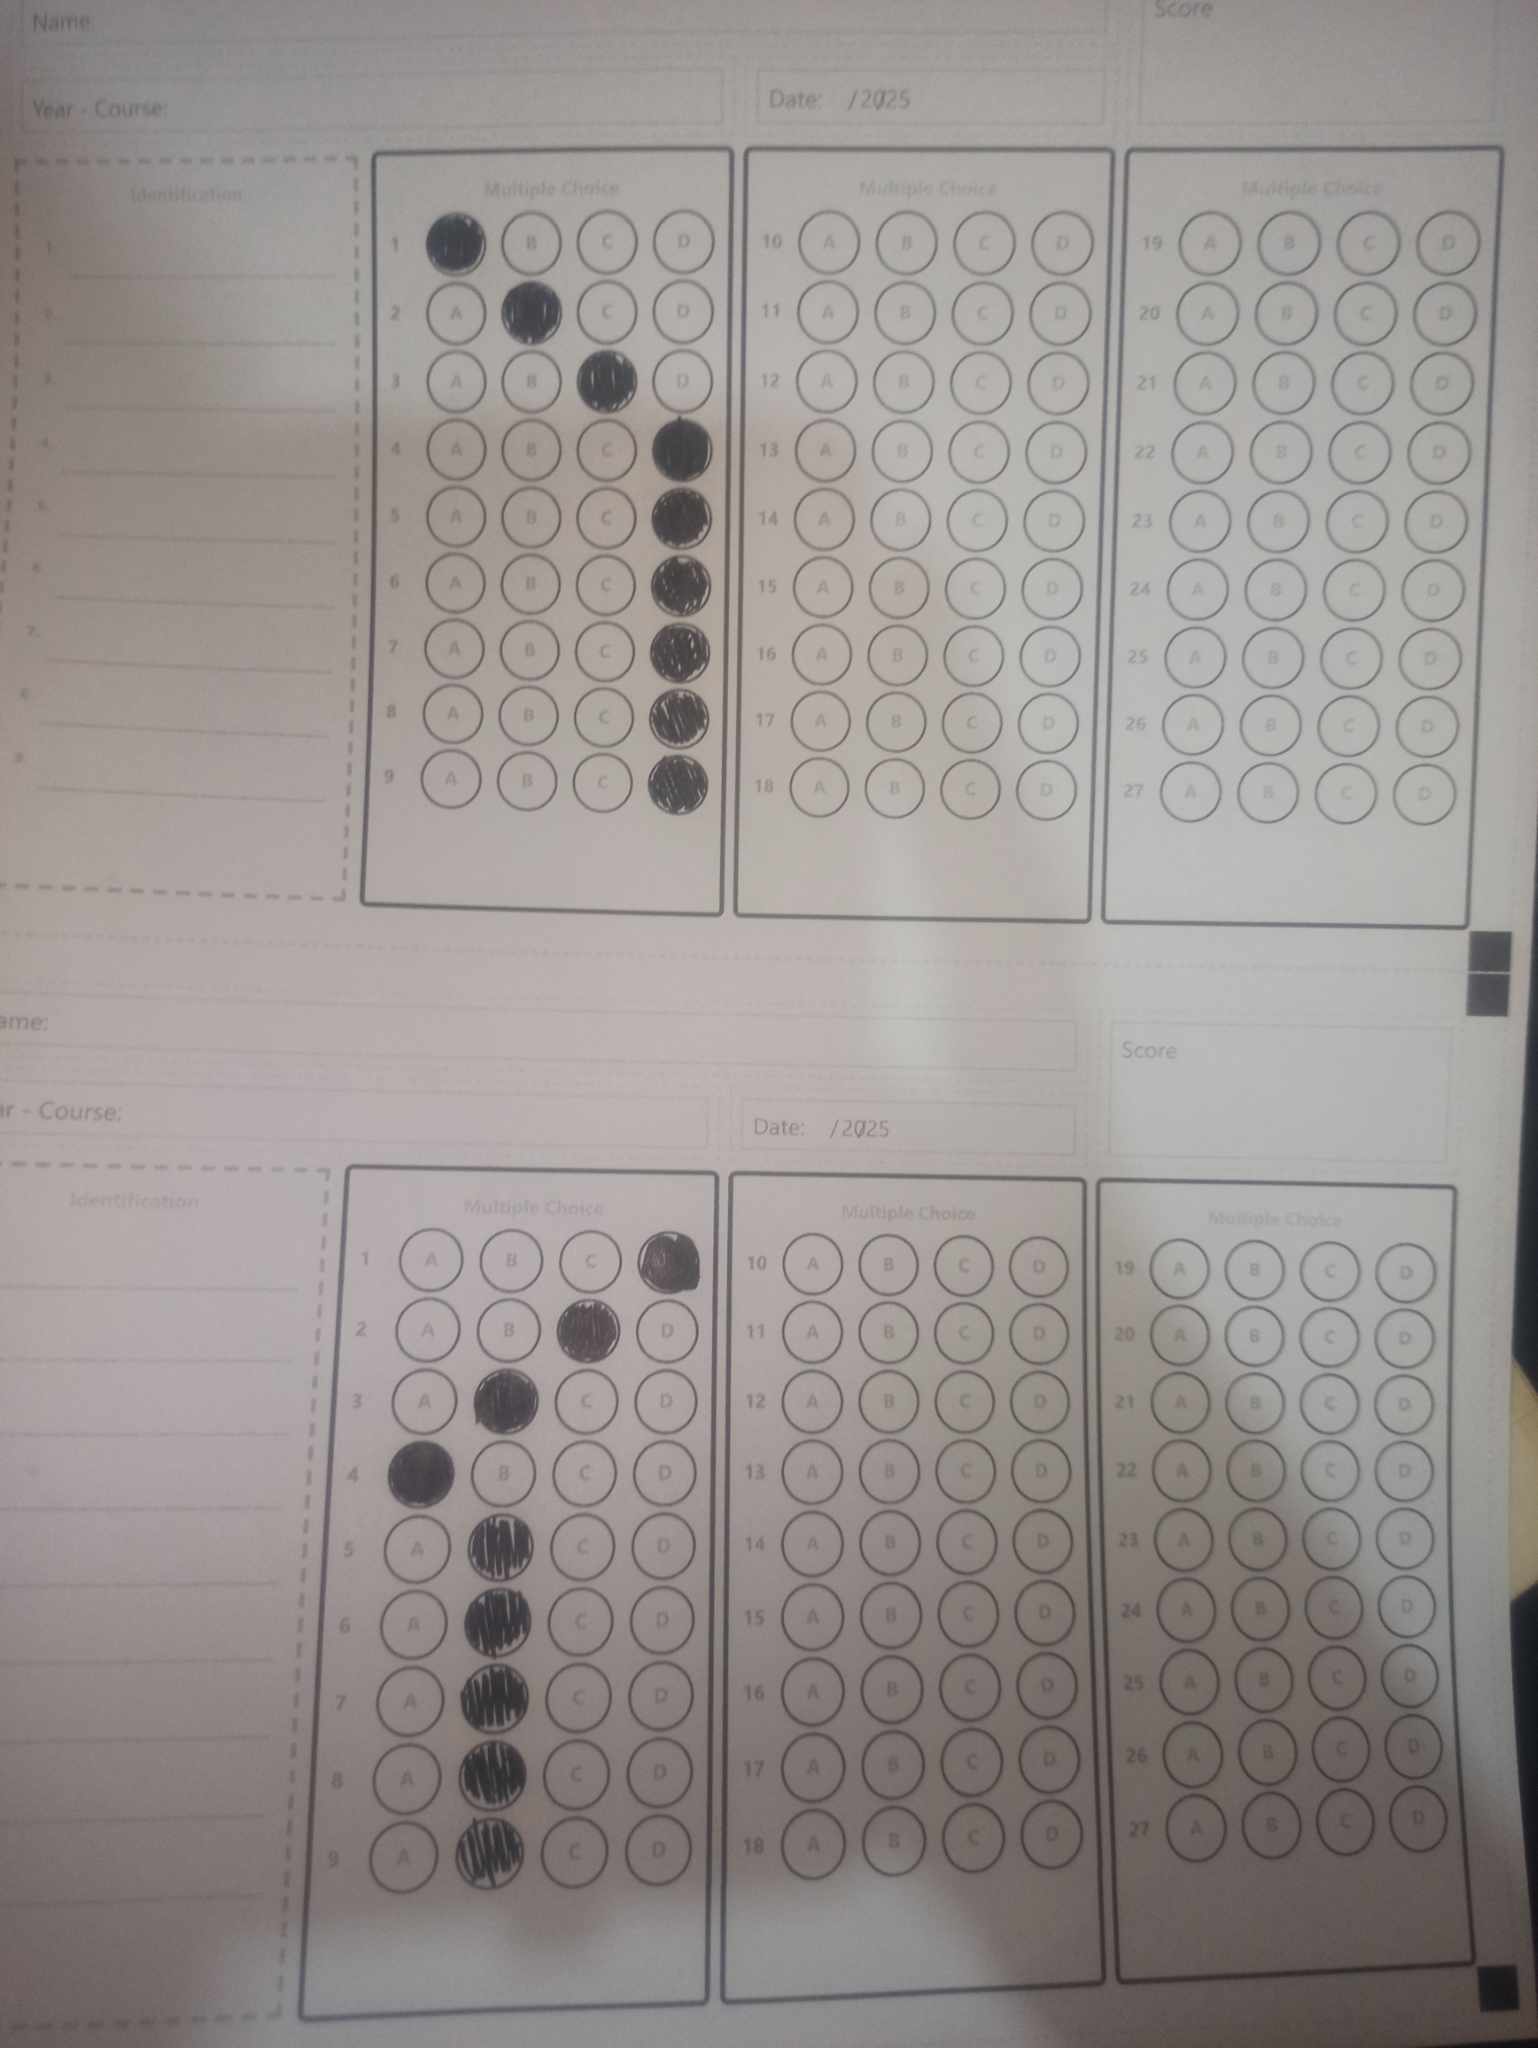 Name:
Score
Year - Course:
Date: /2025
Identification
Multiple Choice
Multiple Choice
Multiple Choice
1.
1 B C D
10 A B C D
19 A B C D
2.
2 A C D
11 A B C D
20 A B C D
3.
3 A B D
12 A B C D
21 A B C D
4.
4 A B C
13 A B C D
22 A B C D
5.
5 A B C
14 A B C D
23 A B C D
6.
6 A B C
15 A B C D
24 A B C D
7.
7 A B C
16 A B C D
25 A B C D
8.
8 A B C
17 A B C D
26 A B C D
9.
9 A B C
18 A B C D
27 A B C D
ame:
Score
ar - Course:
Date: /2025
Identification
Multiple Choice
Multiple Choice
Multiple Choice
1 A B C
10 A B C D
19 A B C D
2 A B D
11 A B C D
20 A B C D
3 A C D
12 A B C D
21 A B C D
4 B C D
13 A B C D
22 A B C D
5 A C D
14 A B C D
23 A B C D
6 A C D
15 A B C D
24 A B C D
7 A C D
16 A B C D
25 A B C D
8 A C D
17 A B C D
26 A B C D
9 A C D
18 A B C D
27 A B C D